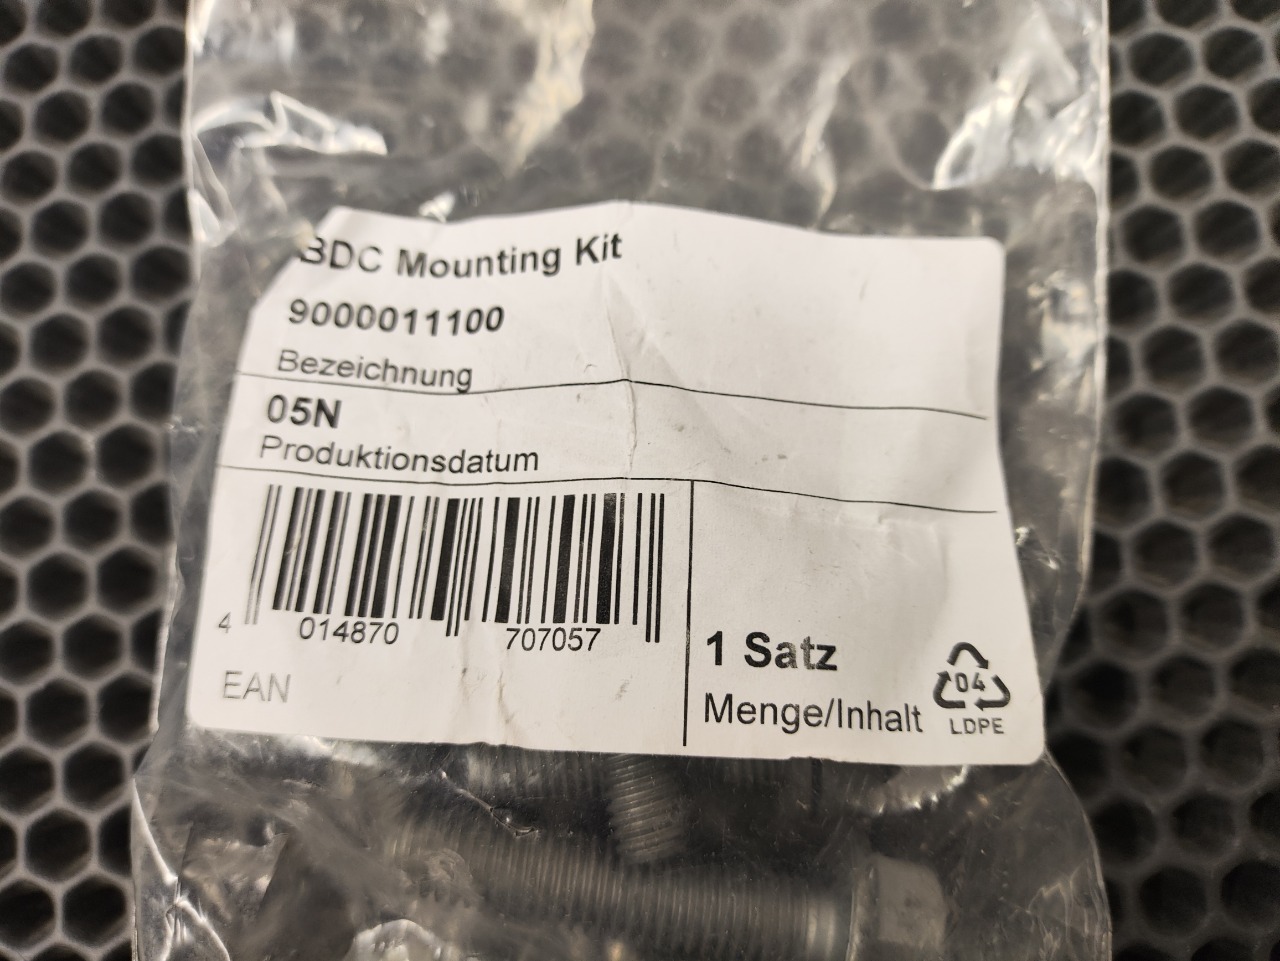 BDC Mounting Kit
9000011100
Bezeichnung
05N
Produktionsdatum
4 014870 707057
EAN
1 Satz
Menge/Inhalt
04
LDPE